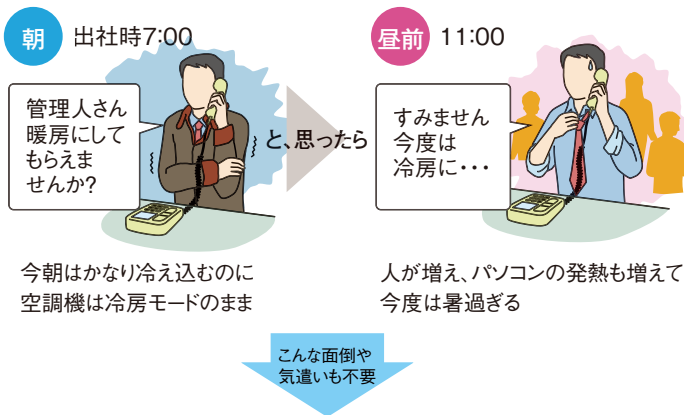 朝 出社時7:00
管理人さん
暖房にして
もらえま
せんか?
今朝はかなり冷え込むのに
空調機は冷房モードのまま
と、思ったら
昼前 11:00
すみません
今度は
冷房に・・・
人が増え、パソコンの発熱も増えて
今度は暑過ぎる
こんな面倒や
気遣いも不要